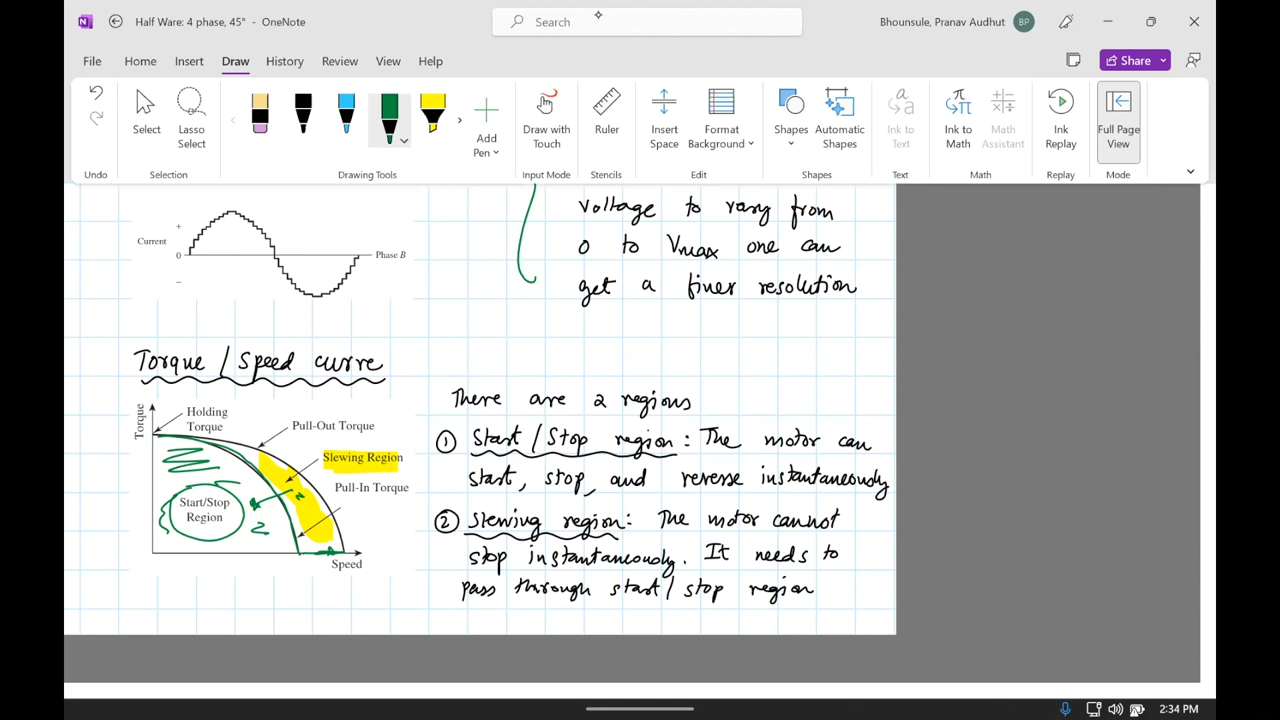 Half Ware: 4 phase, 45° - OneNote
Search
Bhounsule, Pranav Audhut
BP
File
Home
Insert
Draw
History
Review
View
Help
Share
Select
Lasso
Select
Add
Pen
Draw with
Touch
Ruler
Insert
Space
Format
Background
Shapes
Automatic
Shapes
Ink to
Text
Ink to
Math
Math
Assistant
Ink
Replay
Full Page
View
Undo
Selection
Drawing Tools
Input Mode
Stencils
Edit
Shapes
Text
Math
Replay
Mode
Current
+
0
–
Phase B
voltage to vary from
0 to Vmax one can
get a finer resolution
Torque / Speed curve
Torque
Holding
Torque
Pull-Out Torque
Slewing Region
Pull-In Torque
Start/Stop
Region
Speed
There are 2 regions
① Start / Stop region : The motor can
start, stop, and reverse instantaneously
② Slewing region: The motor cannot
stop instantaneously. It needs to
pass through start / stop region
2:34 PM